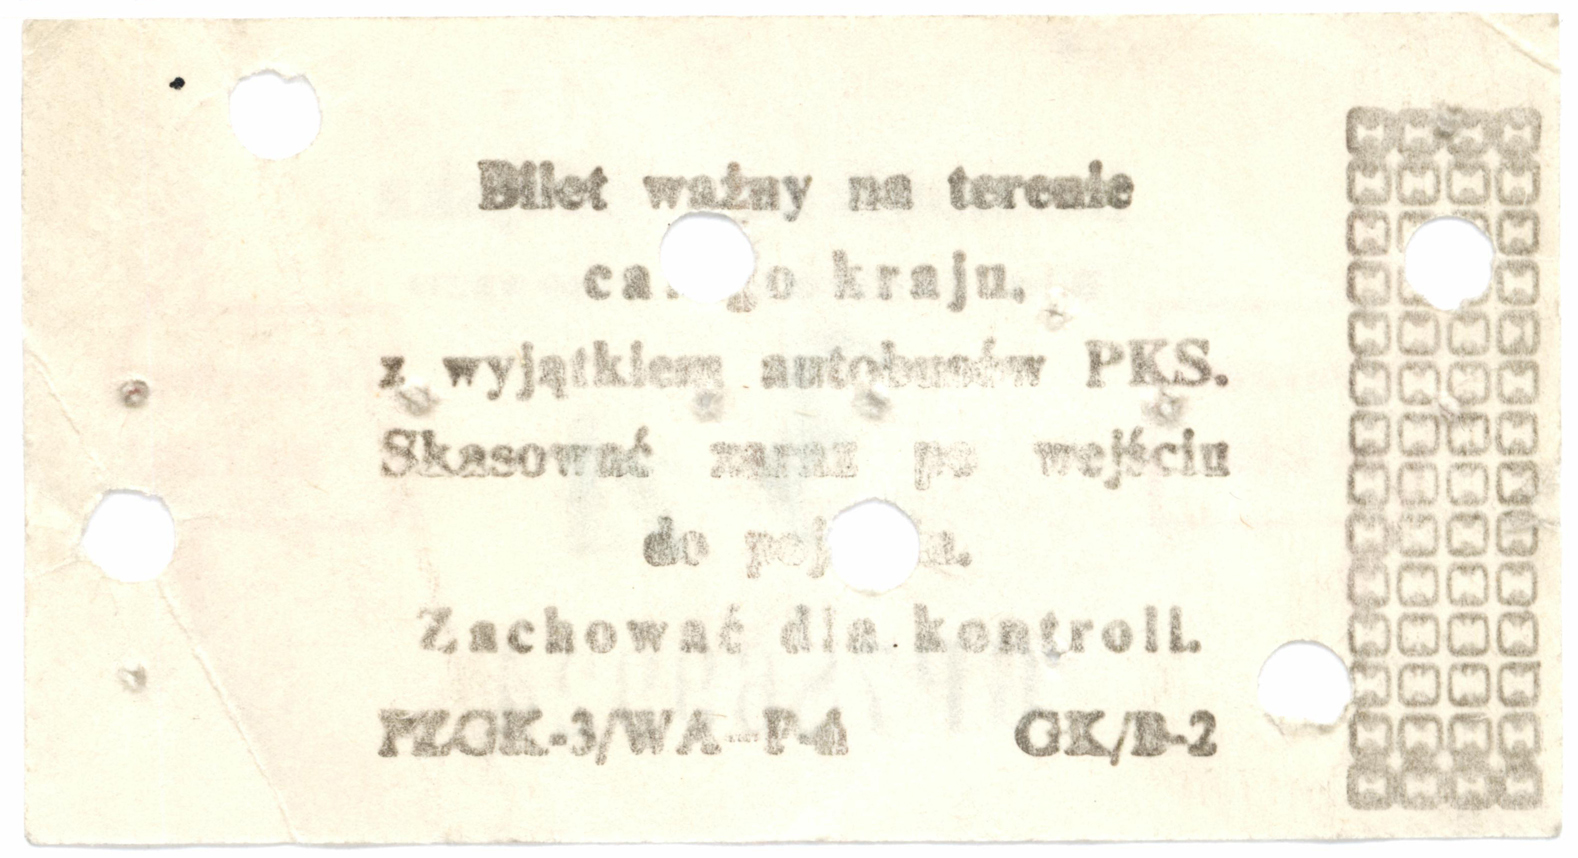 Bilet ważny na terenie
kraju,
z wyjątkiem autobusów PKS.
Skasować zaraz po wejściu
do
Zachować dla kontroli.
PZGK-3/WA-P-6 GK/B-2